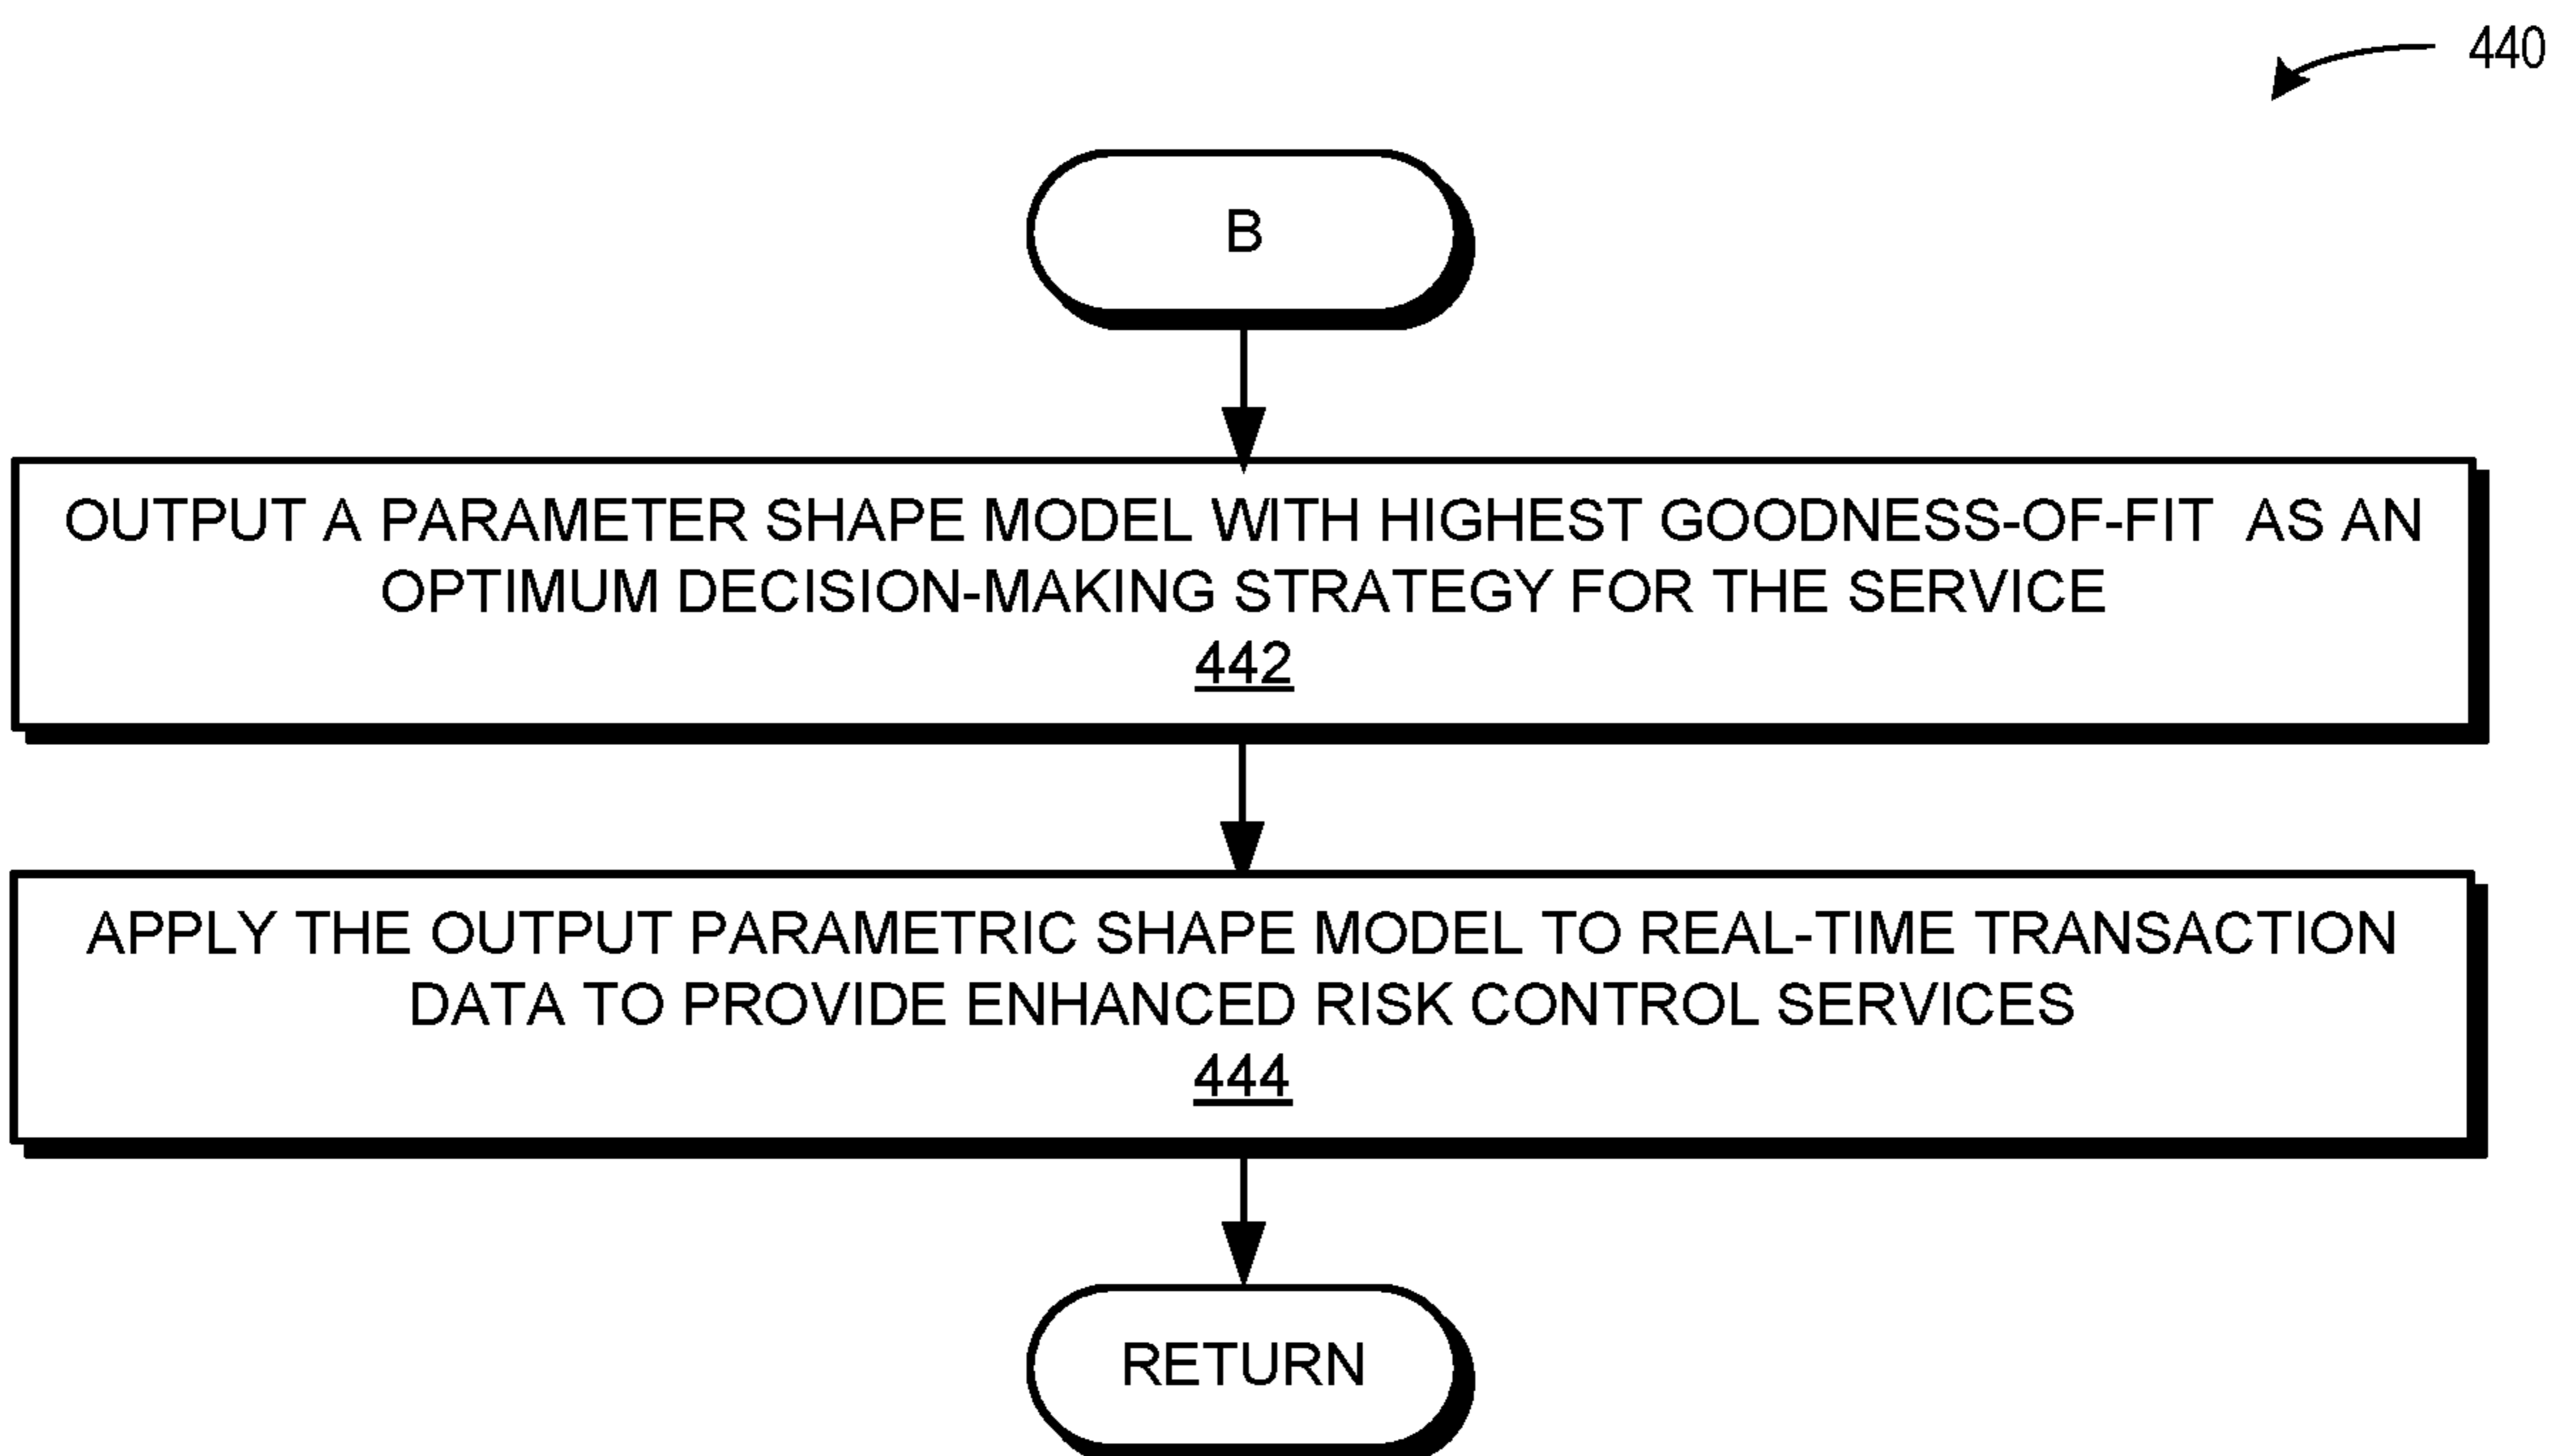 440
B
OUTPUT A PARAMETER SHAPE MODEL WITH HIGHEST GOODNESS-OF-FIT AS AN
OPTIMUM DECISION-MAKING STRATEGY FOR THE SERVICE
442
APPLY THE OUTPUT PARAMETRIC SHAPE MODEL TO REAL-TIME TRANSACTION
DATA TO PROVIDE ENHANCED RISK CONTROL SERVICES
444
RETURN